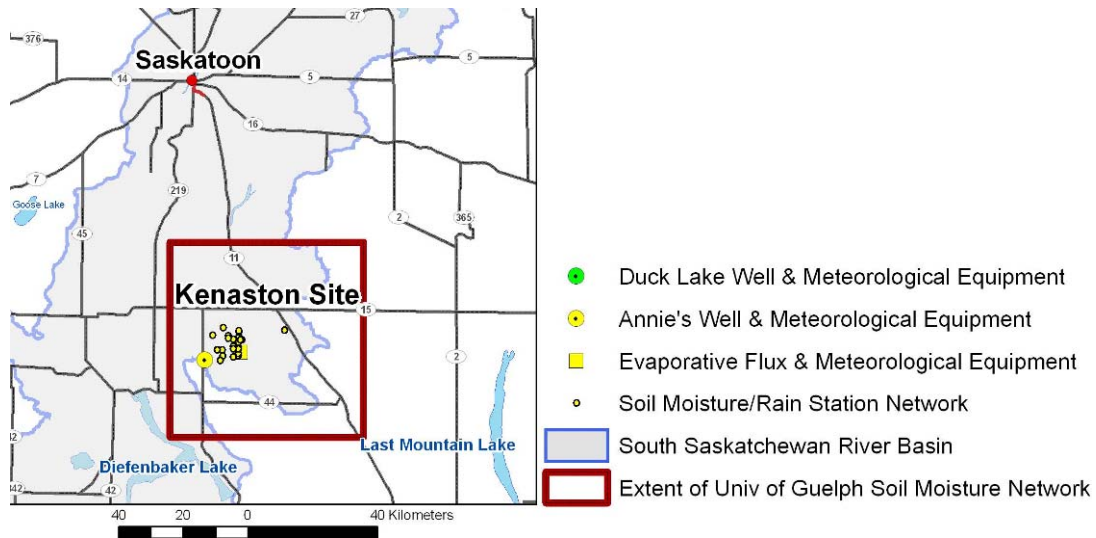 27
376
Saskatoon
5
14
5
16
7
219
Goose Lake
2
365
45
11
Kenaston Site
15
2
44
Last Mountain Lake
Diefenbaker Lake
42
40 20 0 40 Kilometers
Duck Lake Well & Meteorological Equipment
Annie's Well & Meteorological Equipment
Evaporative Flux & Meteorological Equipment
Soil Moisture/Rain Station Network
South Saskatchewan River Basin
Extent of Univ of Guelph Soil Moisture Network